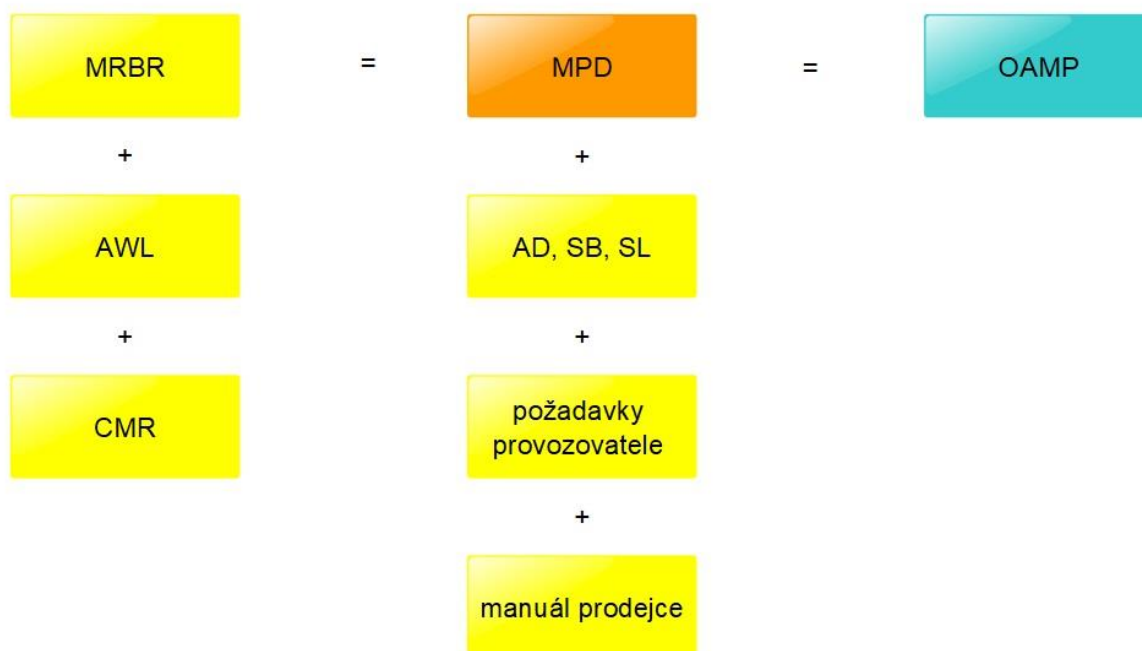 MRBR
=
MPD
=
OAMP
+
+
AWL
AD, SB, SL
+
+
CMR
požadavky
provozovatele
+
manuál prodejce